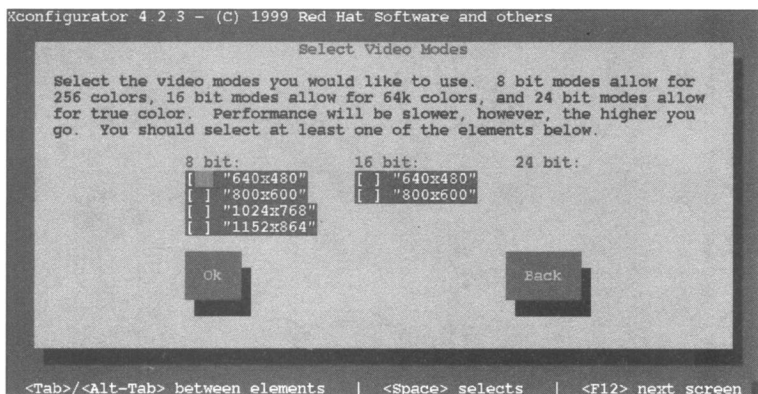 Xconfigurator 4.2.3 - (C) 1999 Red Hat Software and others
Select Video Modes
Select the video modes you would like to use.  8 bit modes allow for
256 colors, 16 bit modes allow for 64k colors, and 24 bit modes allow
for true color.  Performance will be slower, however, the higher you
go.  You should select at least one of the elements below.
8 bit: 16 bit: 24 bit:
[ ] "640x480" [ ] "640x480"
[ ] "800x600" [ ] "800x600"
[ ] "1024x768"
[ ] "1152x864"
Ok Back
<Tab>/<Alt-Tab> between elements | <Space> selects | <F12> next screen